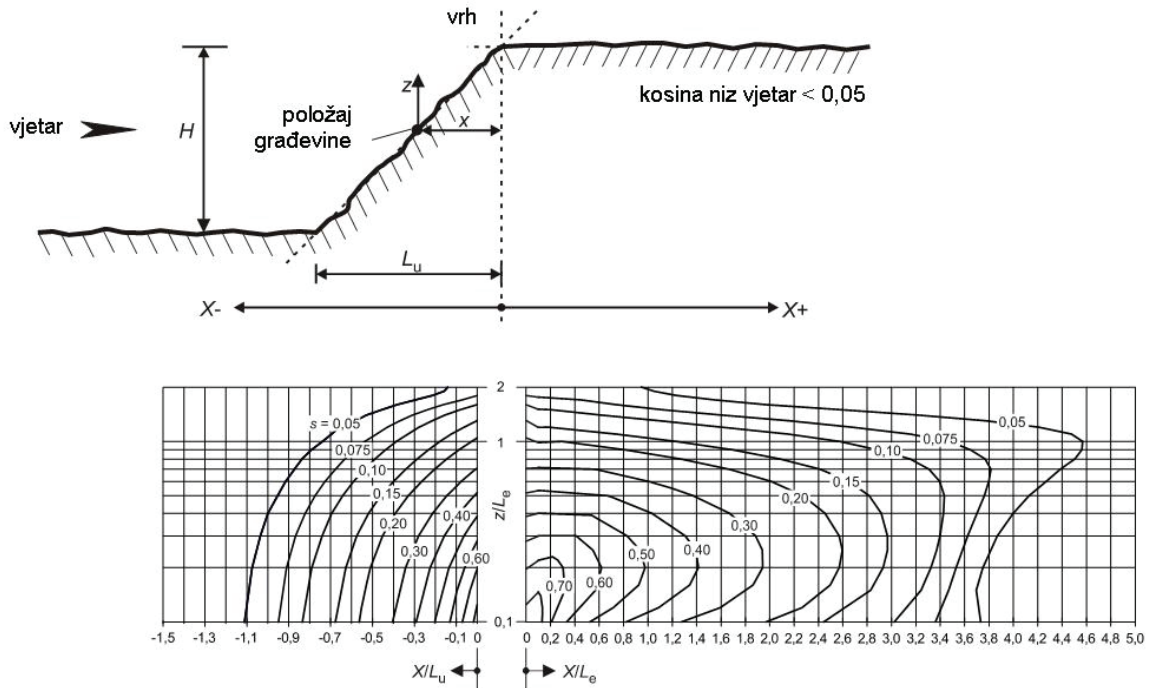 vrh
z
kosina niz vjetar < 0,05
položaj
građevine
x
vjetar
H
Lu
X-
X+
2
s = 0,05
0,05
0,075
0,075
1
0,10
0,10
0,15
0,15
0,20
0,20
z/Le
0,40
0,30
0,30
0,50
0,40
0,60
0,70
0,60
0,1
-1,5 -1,3 -1,1 -0,9 -0,7 -0,5 -0,3 -0,1 0
0 0,2 0,4 0,6 0,8 1,0 1,2 1,4 1,6 1,8 2,0 2,2 2,4 2,6 2,8 3,0 3,2 3,4 3,6 3,8 4,0 4,2 4,4 4,6 4,8 5,0
X/Lu
X/Le